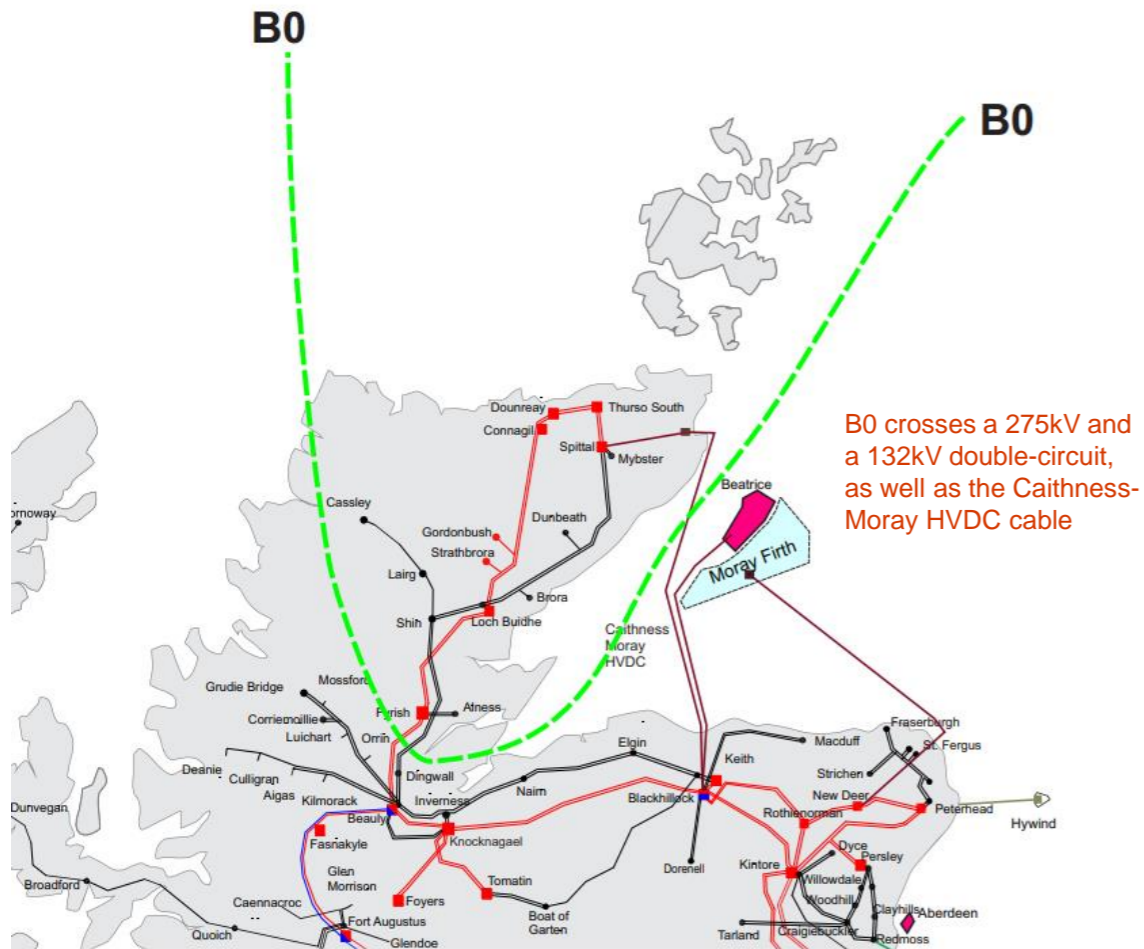 B0
B0
Dounreay
Thurso South
Connagil
Spittal
Mybster
B0 crosses a 275kV and
a 132kV double-circuit,
as well as the Caithness-
Moray HVDC cable
Beatrice
Cassley
Dunbeath
Gordonbush
Strathbrora
Moray Firth
Lairg
Brora
Shin
Loch Buidhe
Caithness
Moray
HVDC
Mossford
Grudie Bridge
Fyrish
Corriemoillie
Luichart
Orrin
Fraserburgh
Elgin
Macduff
St. Fergus
Keith
Deanie
Culligran
Dingwall
Strichen
Aigas
Nairn
New Deer
Kilmorack
Inverness
Blackhillock
Dunvegan
Beauly
Rothienorman
Peterhead
Hywind
Fasnakyle
Knocknagael
Dyce
Persley
Glen
Morrison
Dorenell
Kintore
Willowdale
Broadford
Tomatin
Woodhill
Caennacroc
Foyers
Clayhills
Aberdeen
Fort Augustus
Boat of
Garten
Tarland
Craigiebuckler
Quoich
Glendoe
Redmoss